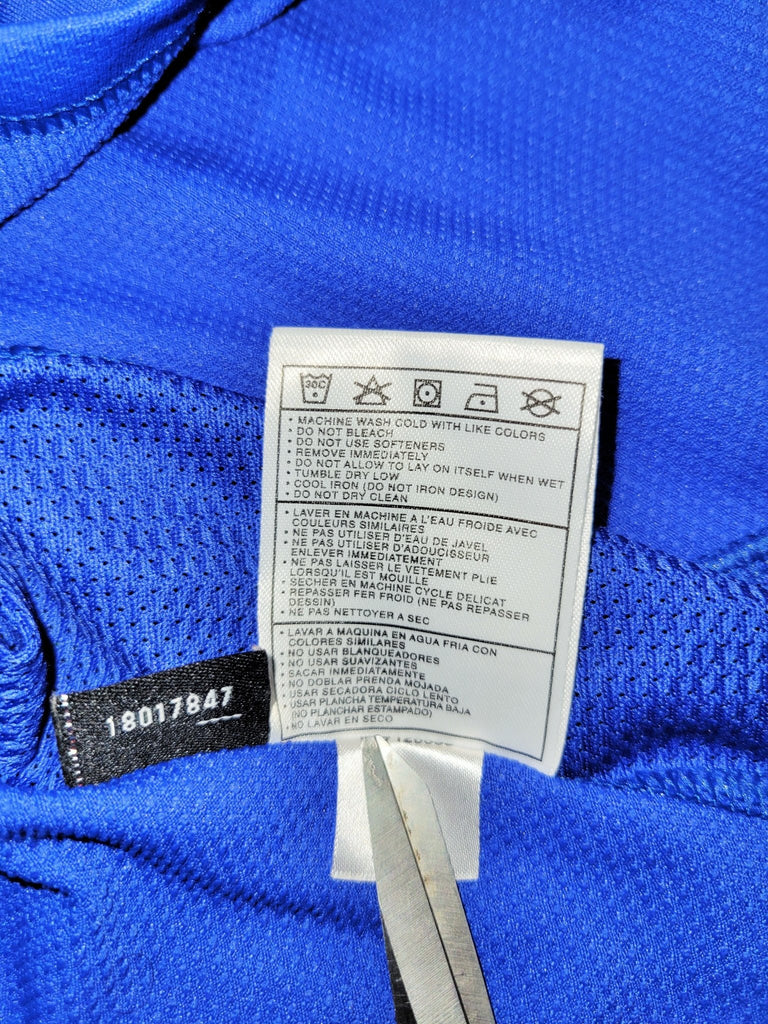 30C
• MACHINE WASH COLD WITH LIKE COLORS
• DO NOT BLEACH
• DO NOT USE SOFTENERS
• REMOVE IMMEDIATELY
• DO NOT ALLOW TO LAY ON ITSELF WHEN WET
• TUMBLE DRY LOW
• COOL IRON (DO NOT IRON DESIGN)
• DO NOT DRY CLEAN
• LAVER EN MACHINE A L'EAU FROIDE AVEC
COULEURS SIMILAIRES
• NE PAS UTILISER D'EAU DE JAVEL
• NE PAS UTILISER D'ADOUCISSEUR
ENLEVER IMMEDIATEMENT
• NE PAS LAISSER LE VETEMENT PLIE
LORSQU'IL EST MOUILLE
• SECHER EN MACHINE CYCLE DELICAT
• REPASSER FER FROID (NE PAS REPASSER
DESSIN)
• NE PAS NETTOYER A SEC
• LAVAR A MAQUINA EN AGUA FRIA CON
COLORES SIMILARES
• NO USAR BLANQUEADORES
• NO USAR SUAVIZANTES
• SACAR INMEDIATAMENTE
• NO DOBLAR PRENDA MOJADA
• USAR SECADORA CICLO LENTO
• USAR PLANCHA TEMPERATURA BAJA
(NO PLANCHAR ESTAMPADO)
• NO LAVAR EN SECO
18017847